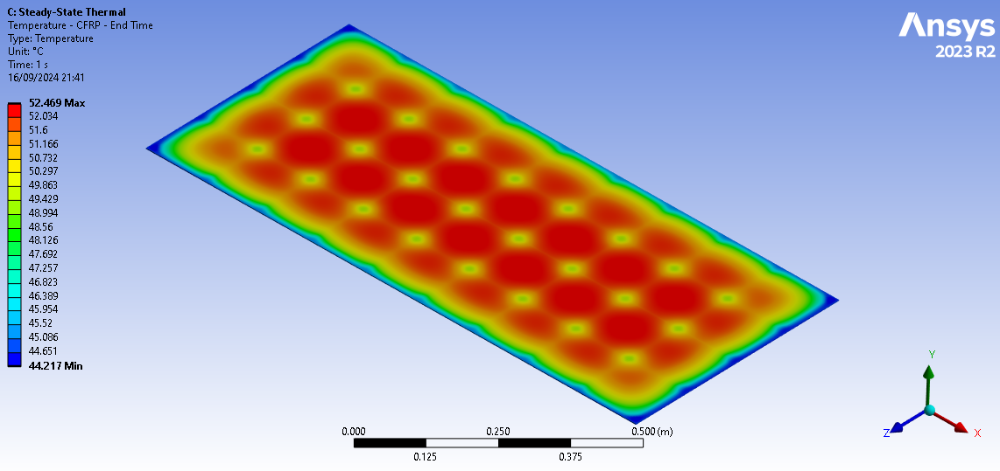 C: Steady-State Thermal
Temperature - CFRP - End Time
Type: Temperature
Unit: °C
Time: 1 s
16/09/2024 21:41
52.469 Max
52.034
51.6
51.166
50.732
50.297
49.863
49.429
48.994
48.56
48.126
47.692
47.257
46.823
46.389
45.954
45.52
45.086
44.651
44.217 Min
Ansys
2023 R2
0.000 0.250 0.500 (m)
0.125 0.375
Y
Z X